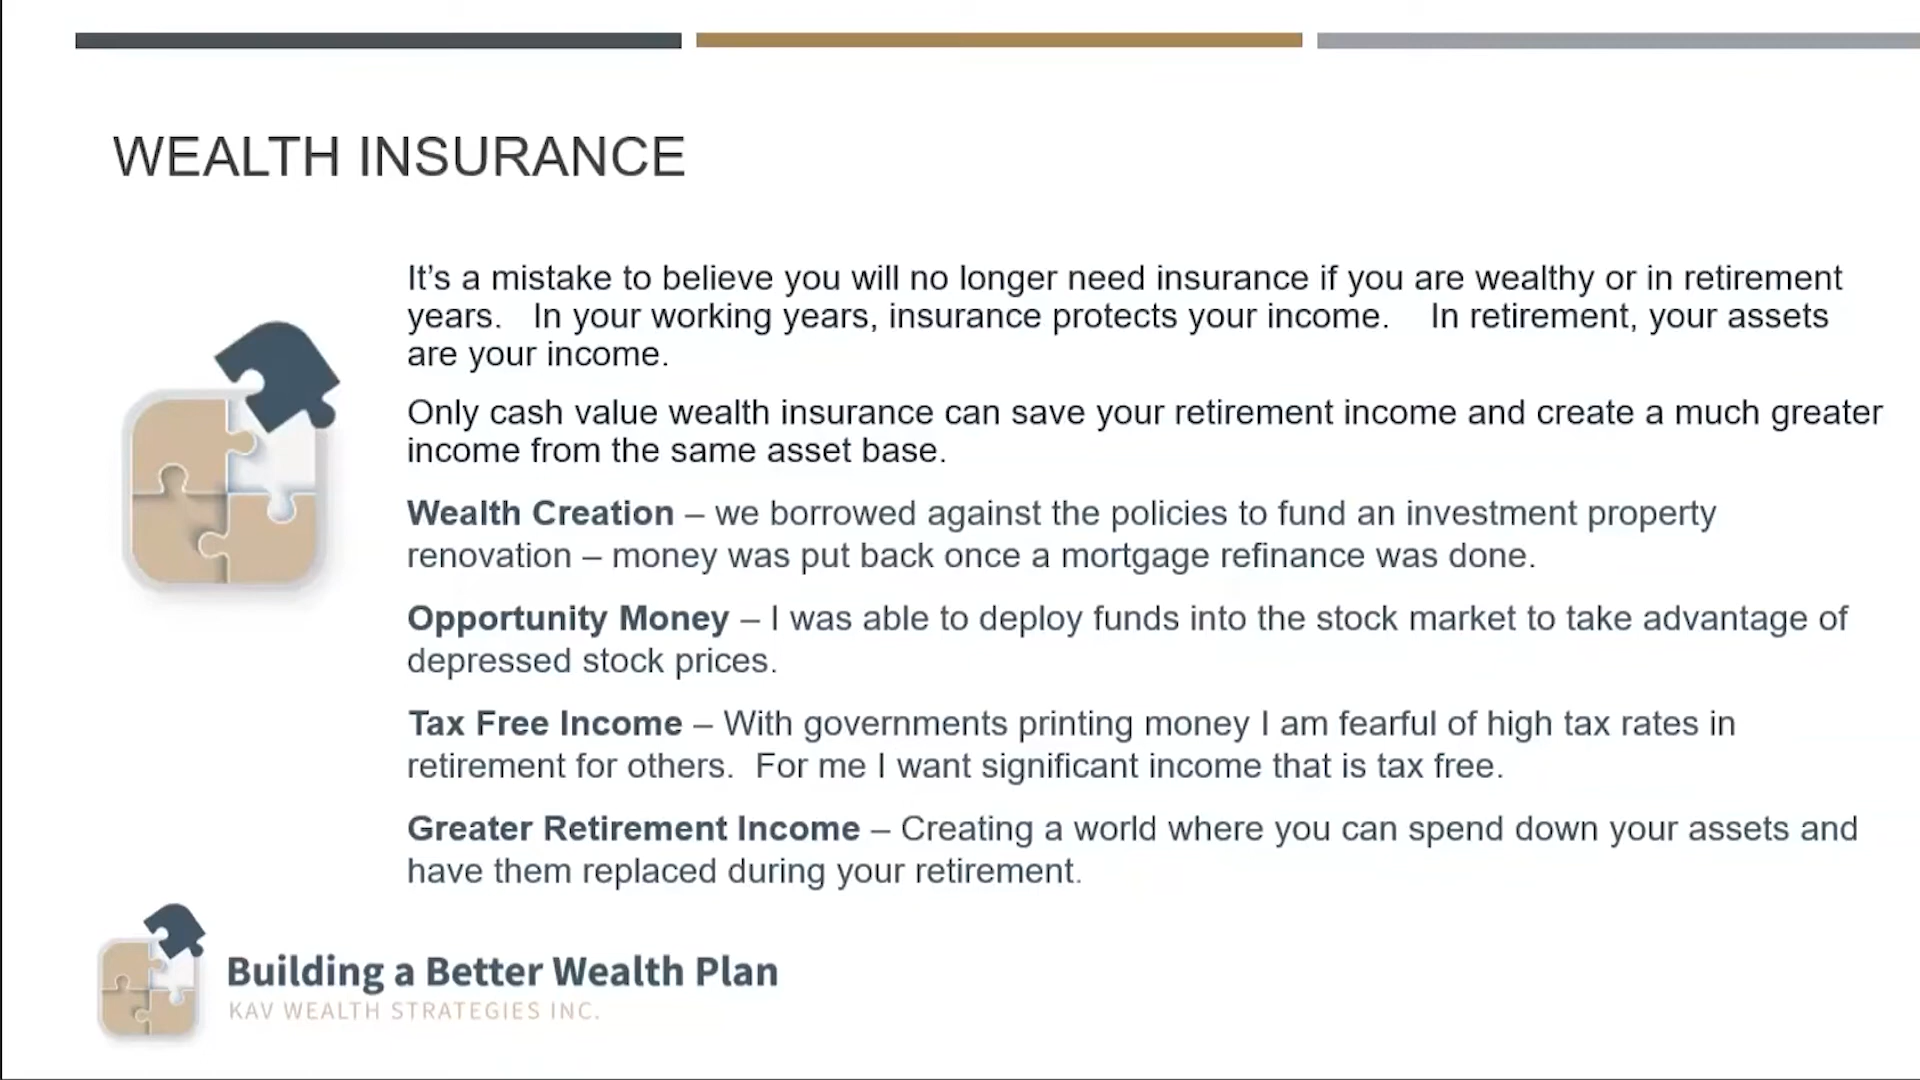 WEALTH INSURANCE
It’s a mistake to believe you will no longer need insurance if you are wealthy or in retirement
years. In your working years, insurance protects your income. In retirement, your assets
are your income.
Only cash value wealth insurance can save your retirement income and create a much greater
income from the same asset base.
Wealth Creation – we borrowed against the policies to fund an investment property
renovation – money was put back once a mortgage refinance was done.
Opportunity Money – I was able to deploy funds into the stock market to take advantage of
depressed stock prices.
Tax Free Income – With governments printing money I am fearful of high tax rates in
retirement for others. For me I want significant income that is tax free.
Greater Retirement Income – Creating a world where you can spend down your assets and
have them replaced during your retirement.
Building a Better Wealth Plan
KAV WEALTH STRATEGIES INC.